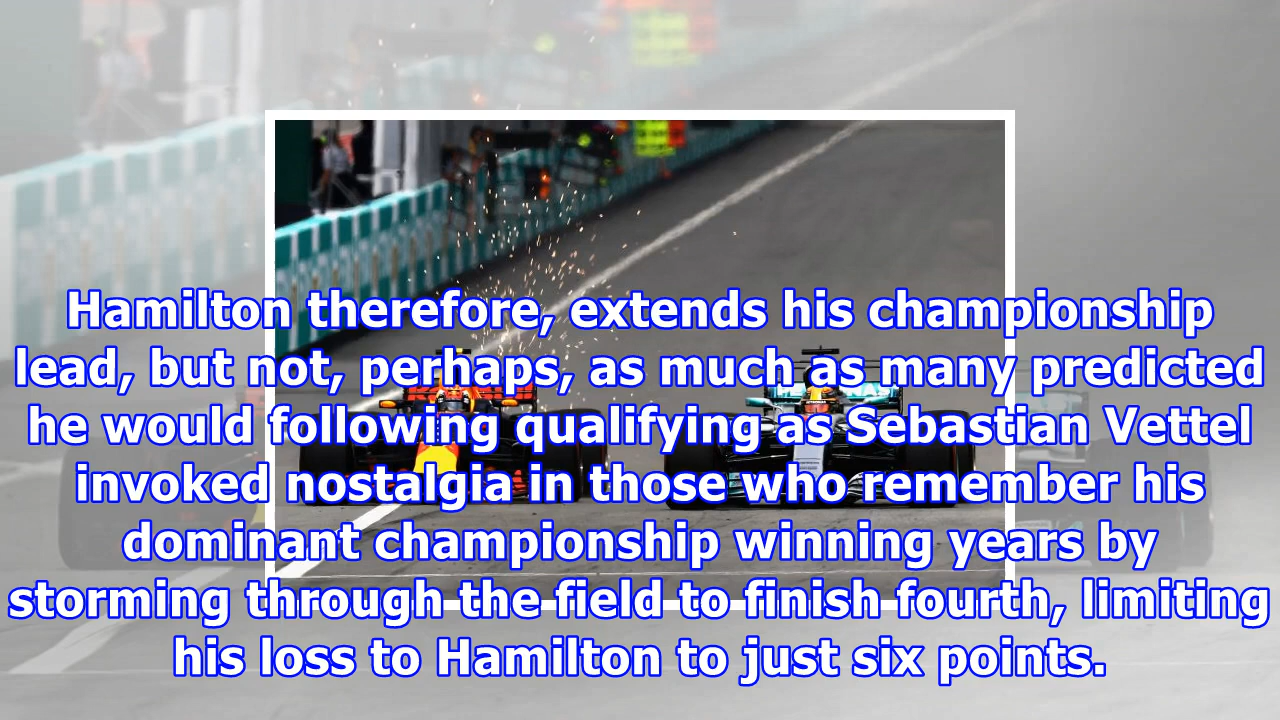 Hamilton therefore, extends his championship
lead, but not, perhaps, as much as many predicted
he would following qualifying as Sebastian Vettel
invoked nostalgia in those who remember his
dominant championship winning years by
storming through the field to finish fourth, limiting
his loss to Hamilton to just six points.